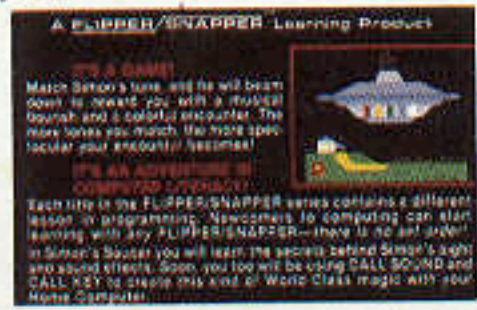 A FLIPPER/SNAPPER Learning Product
IT'S A GAME!
Match Simon's tune, and he will beam
down to reward you with a musical
flourish and a colorful encounter. The
more tones you match, the more spec-
tacular your encounter becomes!
IT'S AN ADVENTURE IN
COMPUTER LITERACY!
Each title in the FLIPPER/SNAPPER series contains a different
lesson in programming. Newcomers to computing can start
learning with any FLIPPER/SNAPPER—there is no set order!
In Simon's Saucer, you will learn the secrets behind Simon's sight
and sound effects. Soon, you too will be using CALL SOUND and
CALL KEY to create this kind of World Class magic with your
Home Computer.